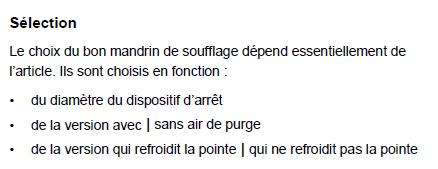 Sélection
Le choix du bon mandrin de soufflage dépend essentiellement de
l'article. Ils sont choisis en fonction :
• du diamètre du dispositif d'arrêt
• de la version avec | sans air de purge
• de la version qui refroidit la pointe | qui ne refroidit pas la pointe